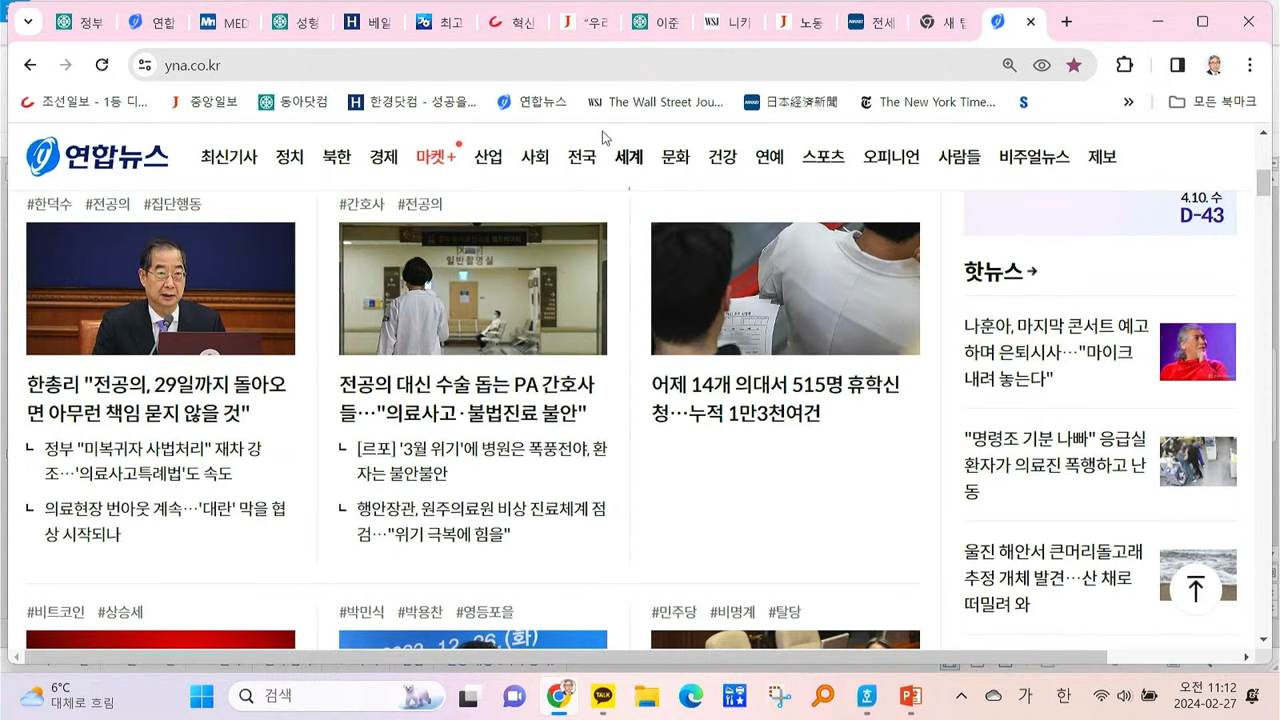 정부
연합
MED
성형
베일
최고
혁신
"우리
이준
니키
노동
전세
새 탭
yna.co.kr
조선일보 - 1등 디...
중앙일보
동아닷컴
한경닷컴 - 성공을...
연합뉴스
WSJ The Wall Street Jou...
NIKKEI 日本経済新聞
The New York Time...
모든 북마크
연합뉴스
최신기사 정치 북한 경제 마켓+ 산업 사회 전국 세계 문화 건강 연예 스포츠 오피니언 사람들 비주얼뉴스 제보
#한덕수 #전공의 #집단행동
한총리 "전공의, 29일까지 돌아오
면 아무런 책임 묻지 않을 것"
정부 "미복귀자 사법처리" 재차 강
조…'의료사고특례법'도 속도
의료현장 번아웃 계속…'대란' 막을 협
상 시작되나
#간호사 #전공의
일반촬영실
전공의 대신 수술 돕는 PA 간호사
들…"의료사고·불법진료 불안"
[르포] '3월 위기'에 병원은 폭풍전야, 환
자는 불안불안
행안장관, 원주의료원 비상 진료체계 점
검…"위기 극복에 힘을"
어제 14개 의대서 515명 휴학신
청…누적 1만3천여건
4.10. 수
D-43
핫뉴스
나훈아, 마지막 콘서트 예고
하며 은퇴시사…"마이크
내려 놓는다"
"명령조 기분 나빠" 응급실
환자가 의료진 폭행하고 난
동
울진 해안서 큰머리돌고래
추정 개체 발견…산 채로
떠밀려 와
#비트코인 #상승세
#박민식 #박용찬 #영등포을
#민주당 #비명계 #탈당
6°C
대체로 흐림
검색
TALK
가
한
오전 11:12
2024-02-27